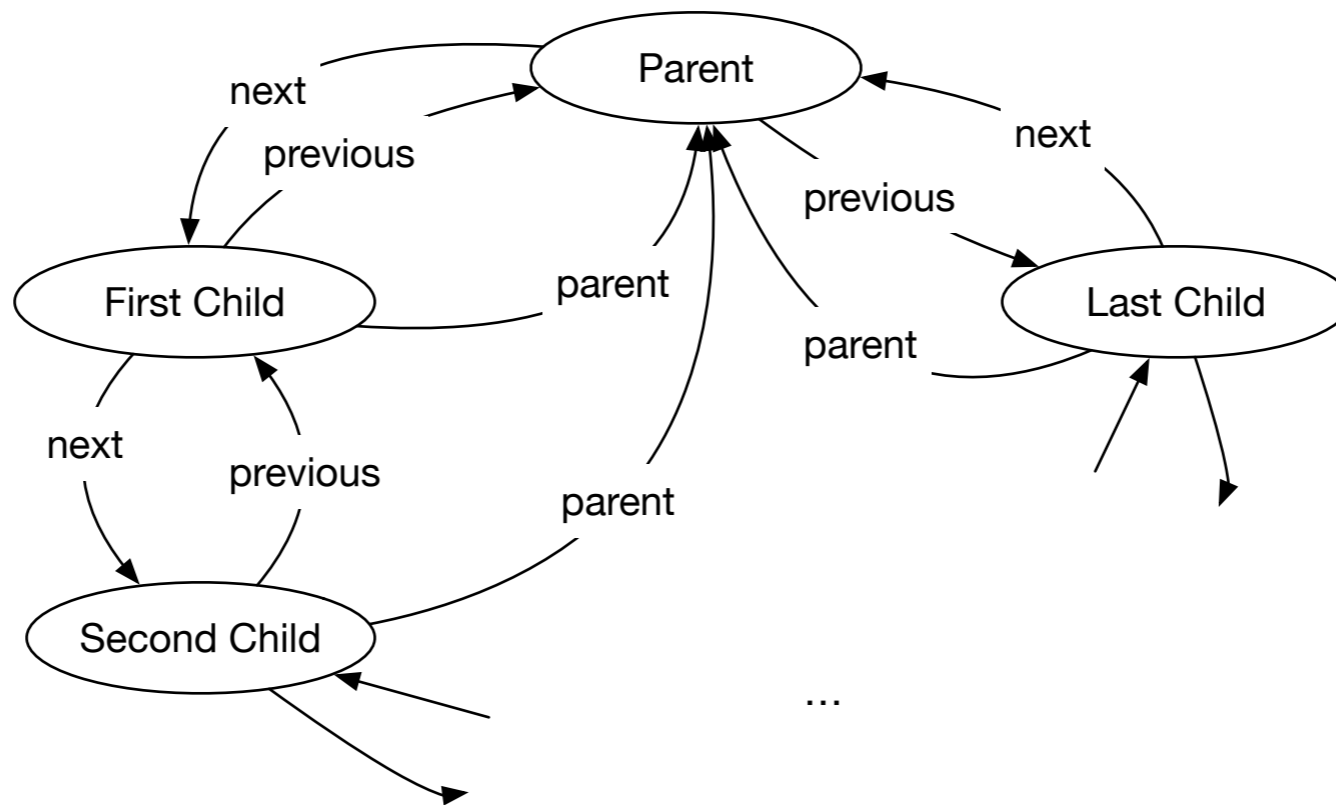 Parent
next
next
previous
previous
parent
First Child
Last Child
parent
next
previous
parent
Second Child
...